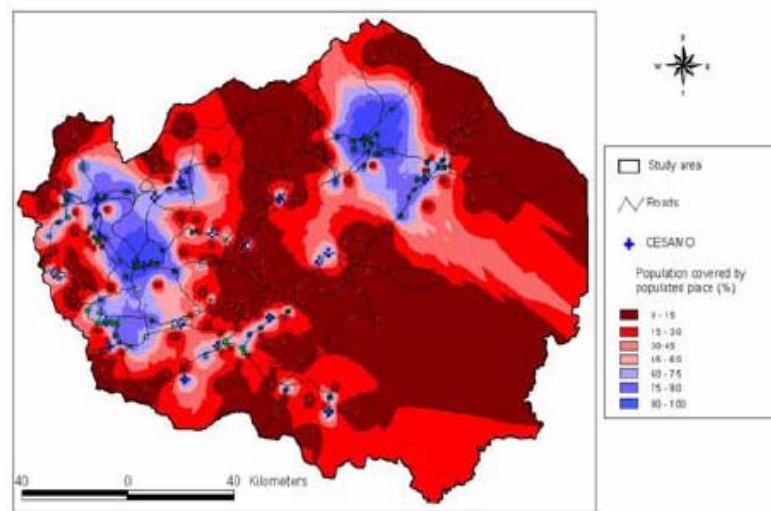 W
Study area
Roads
CESAMO
Population covered by
populates place (%)
0 - 15
15 - 30
30-45
45 - 60
60 - 75
75 - 90
90 - 100
40 0 40 Kilometers